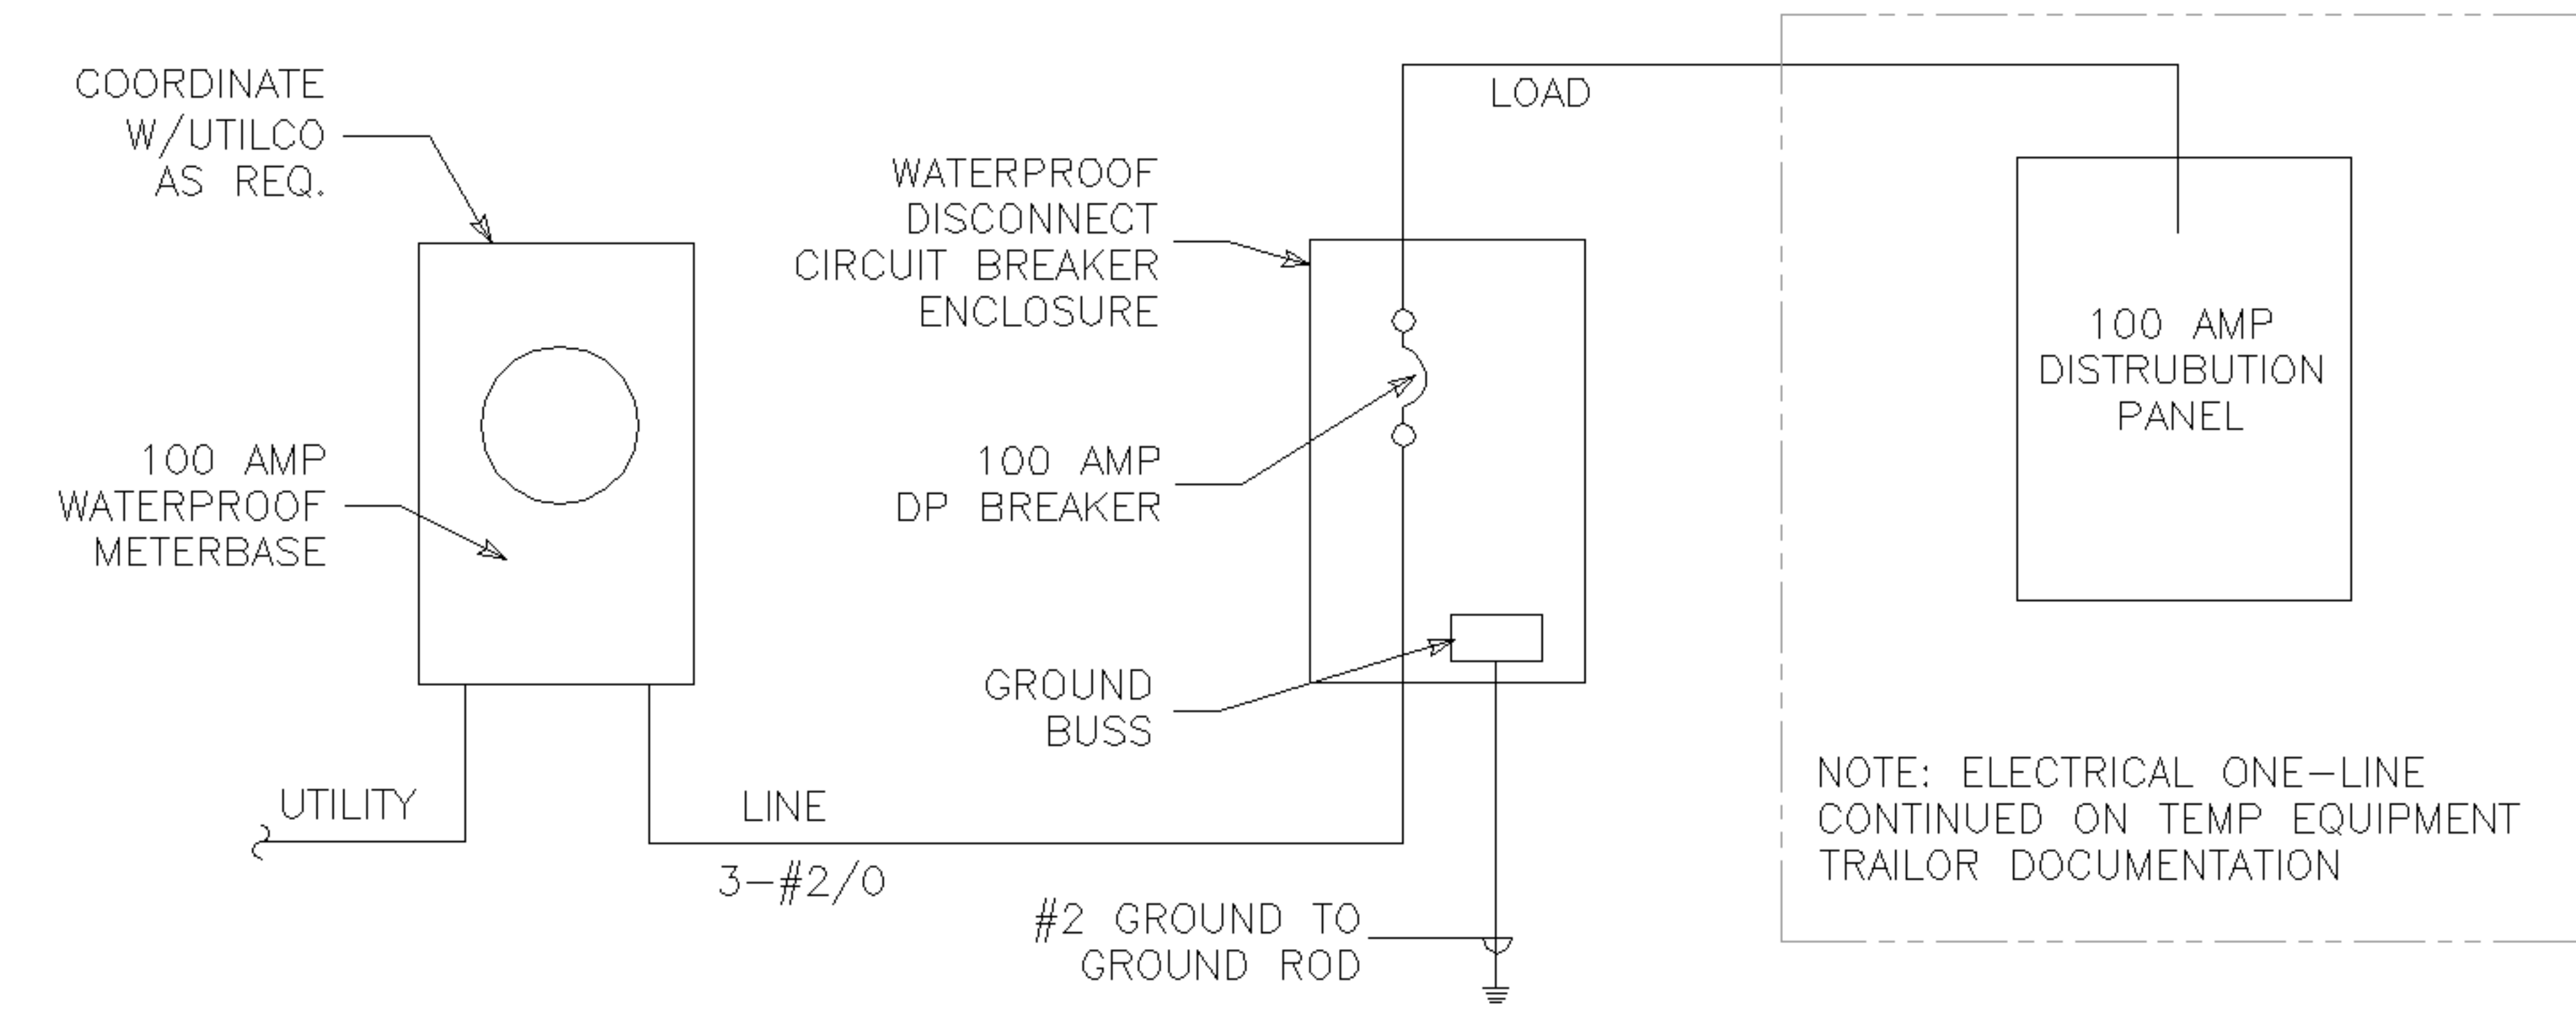 COORDINATE
W/UTILCO
AS REQ.
100 AMP
WATERPROOF
METERBASE
UTILITY
LINE
3-#2/0
WATERPROOF
DISCONNECT
CIRCUIT BREAKER
ENCLOSURE
100 AMP
DP BREAKER
GROUND
BUSS
#2 GROUND TO
GROUND ROD
LOAD
100 AMP
DISTRUBUTION
PANEL
NOTE: ELECTRICAL ONE-LINE
CONTINUED ON TEMP EQUIPMENT
TRAILOR DOCUMENTATION